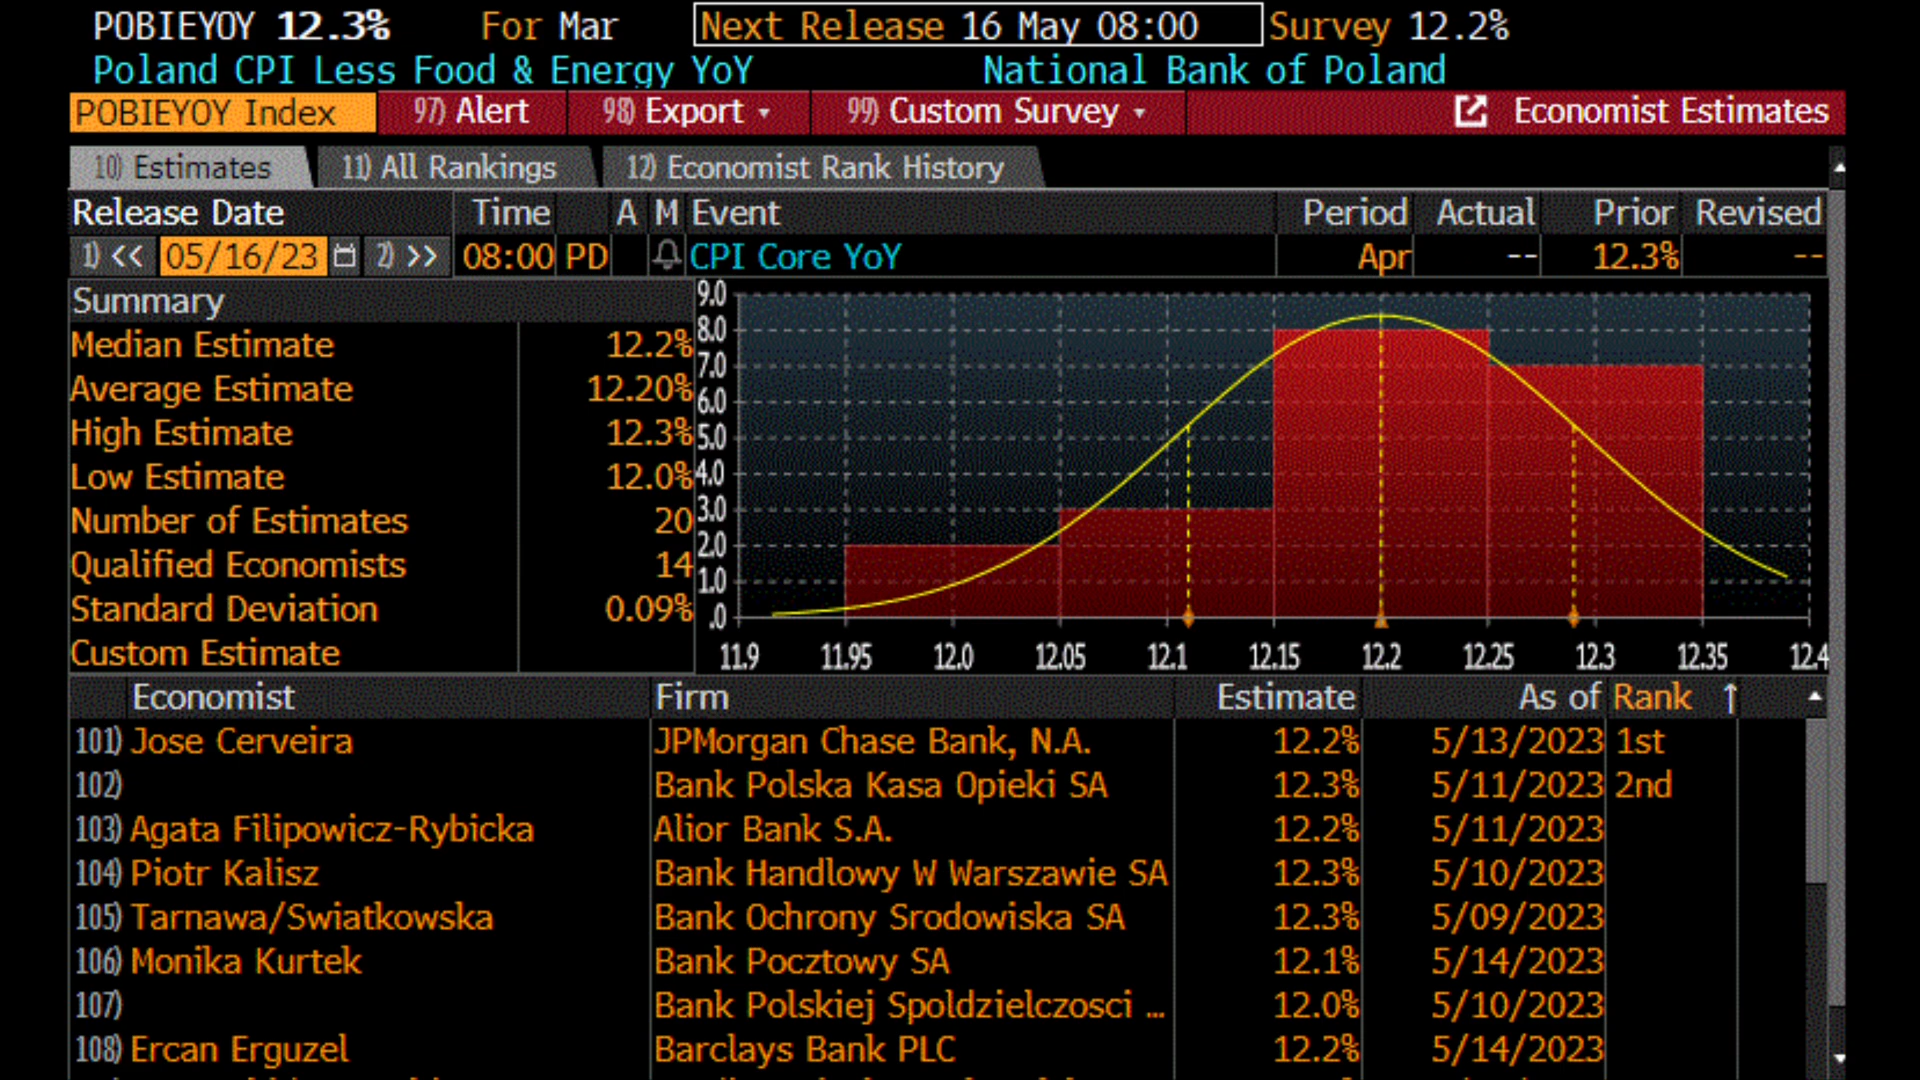 POBIEYOY 12.3% For Mar Next Release 16 May 08:00 Survey 12.2%
Poland CPI Less Food & Energy YoY National Bank of Poland
POBIEYOY Index 97) Alert 98) Export 99) Custom Survey Economist Estimates
10) Estimates 11) All Rankings 12) Economist Rank History
Release Date Time A M Event Period Actual Prior Revised
1) << 05/16/23 2) >> 08:00 PD CPI Core YoY Apr -- 12.3% --
Summary
Median Estimate 12.2%
Average Estimate 12.20%
High Estimate 12.3%
Low Estimate 12.0%
Number of Estimates 20
Qualified Economists 14
Standard Deviation 0.09%
Custom Estimate
9.0
8.0
7.0
6.0
5.0
4.0
3.0
2.0
1.0
.0
11.9 11.95 12.0 12.05 12.1 12.15 12.2 12.25 12.3 12.35 12.4
Economist Firm Estimate As of Rank ↑
101) Jose Cerveira JPMorgan Chase Bank, N.A. 12.2% 5/13/2023 1st
102) Bank Polska Kasa Opieki SA 12.3% 5/11/2023 2nd
103) Agata Filipowicz-Rybicka Alior Bank S.A. 12.2% 5/11/2023
104) Piotr Kalisz Bank Handlowy W Warszawie SA 12.3% 5/10/2023
105) Tarnawa/Swiatkowska Bank Ochrony Srodowiska SA 12.3% 5/09/2023
106) Monika Kurtek Bank Pocztowy SA 12.1% 5/14/2023
107) Bank Polskiej Spoldzielczosci ... 12.0% 5/10/2023
108) Ercan Erguzel Barclays Bank PLC 12.2% 5/14/2023